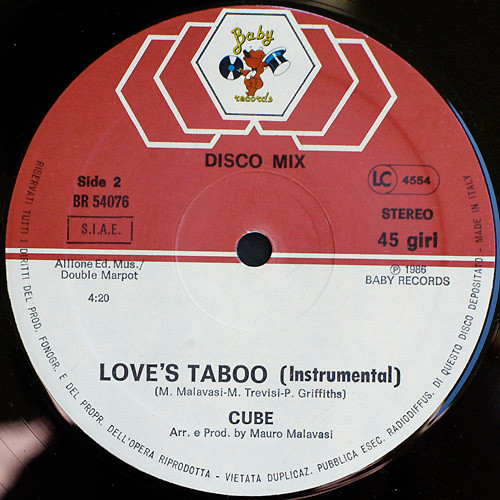 Baby
records
DISCO MIX
Side 2
BR 54076
S.I.A.E.
LC 4554
STEREO
45 giri
Allione Ed. Mus./
Double Marpot
4:20
℗ 1986
BABY RECORDS
LOVE'S TABOO (Instrumental)
(M. Malavasi-M. Trevisi-P. Griffiths)
CUBE
Arr. e Prod. by Mauro Malavasi
RISERVATI TUTTI I DIRITTI DEL PROD. FONOGR. E DEL PROPR. DELL'OPERA RIPRODOTTA - VIETATA DUPLICAZ. PUBBLICA ESEC. RADIODIFFUS. DI QUESTO DISCO DEPOSITATO - MADE IN ITALY